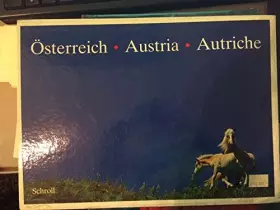 Österreich • Austria • Autriche
Schroll